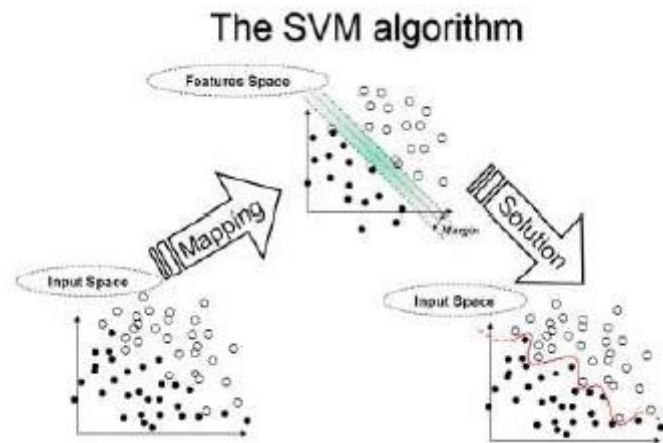 The SVM algorithm
Features Space
Mapping
Margin
Solution
Input Space
Input Space